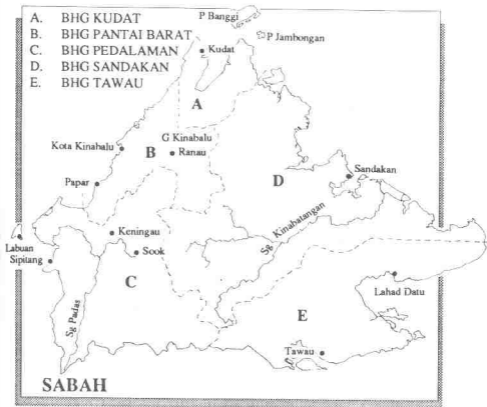 A. BHG KUDAT
B. BHG PANTAI BARAT
C. BHG PEDALAMAN
D. BHG SANDAKAN
E. BHG TAWAU
P Banggi
P Jambongan
Kudat
A
G Kinabalu
Kota Kinabalu
B
Ranau
D
Sandakan
Papar
Sg Kinabatangan
Keningau
Labuan
Sipitang
Sook
C
Lahad Datu
Sg Padas
E
Tawau
SABAH